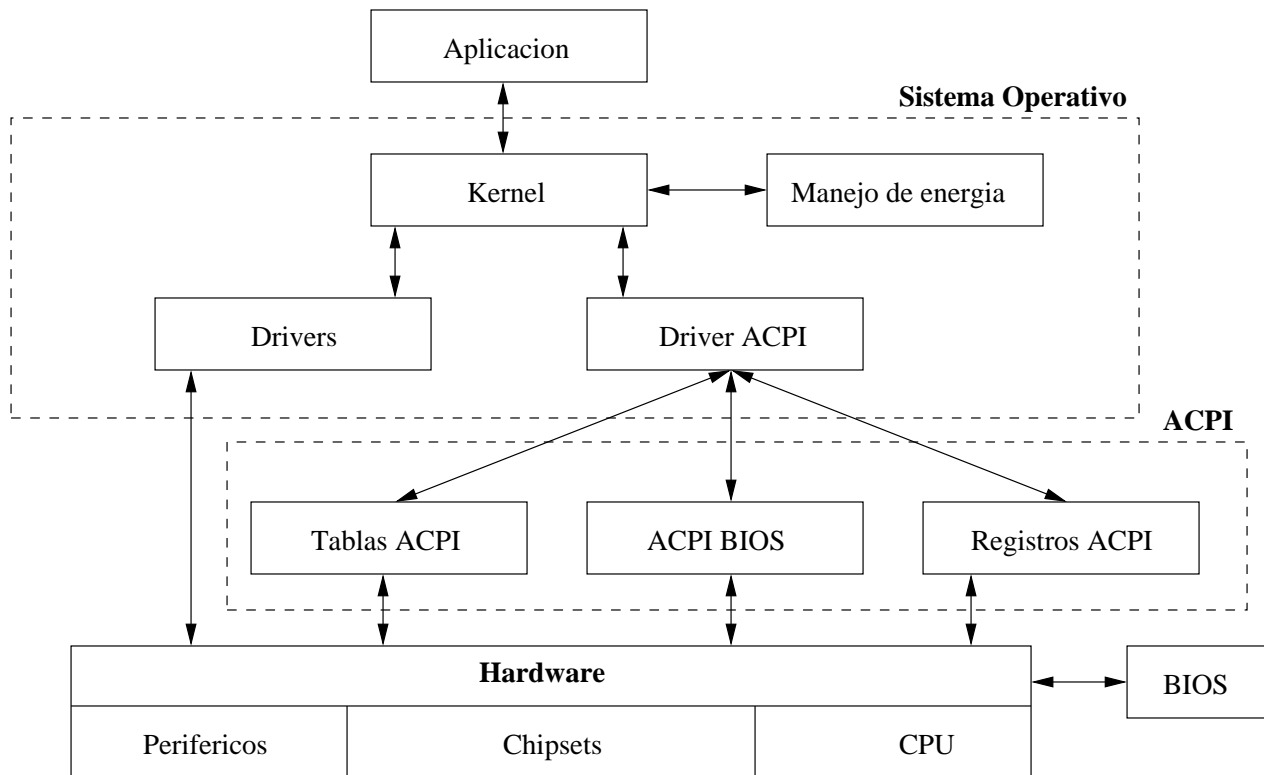 Aplicacion
Sistema Operativo
Kernel
Manejo de energia
Drivers
Driver ACPI
ACPI
Tablas ACPI
ACPI BIOS
Registros ACPI
Hardware
BIOS
Perifericos
Chipsets
CPU